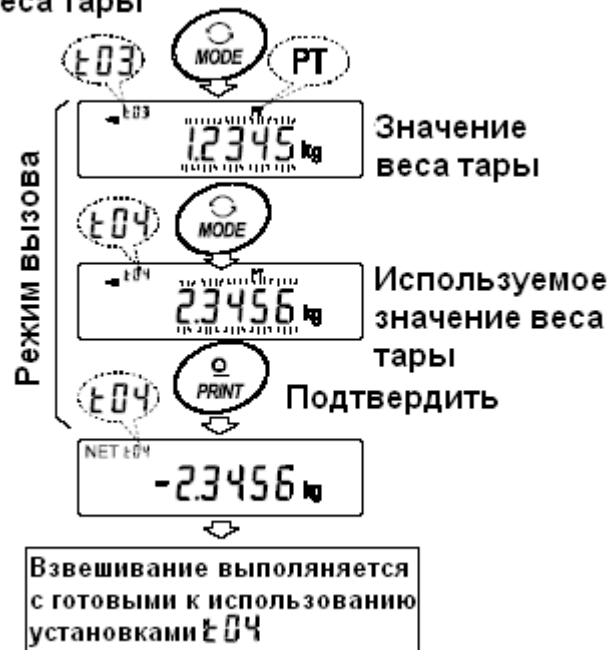 веса тары
MODE
t03
PT
t03
PT
1.2345 kg
Значение
веса тары
Режим вызова
t04
MODE
t04
PT
2.3456 kg
Используемое
значение веса
тары
t04
PRINT
Подтвердить
NET t04
-2.3456 kg
Взвешивание выполяняется
с готовыми к использованию
установками t04